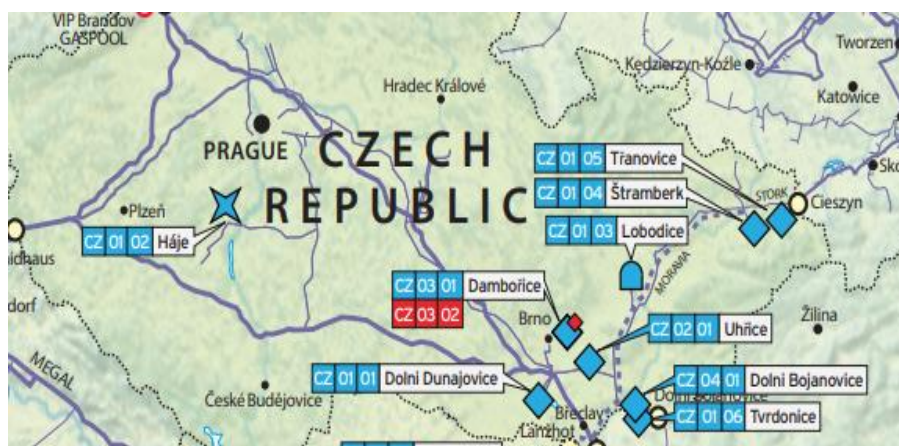 VIP Brandov
GASPOOL
Tworzen
Kędzierzyn-Koźle
Katowice
Hradec Králové
PRAGUE
CZECH
REPUBLIC
CZ 01 05 Třanovice
CZ 01 04 Štramberk
STORK
Cieszyn
Plzeň
CZ 01 02 Háje
CZ 01 03 Lobodice
MORAVIA
CZ 03 01 Dambořice
CZ 03 02
Brno
CZ 02 01 Uhřice
Žilina
MEGAL
CZ 01 01 Dolni Dunajovice
CZ 04 01 Dolni Bojanovice
České Budějovice
Břeclav
Lanžhot
CZ 01 06 Tvrdonice